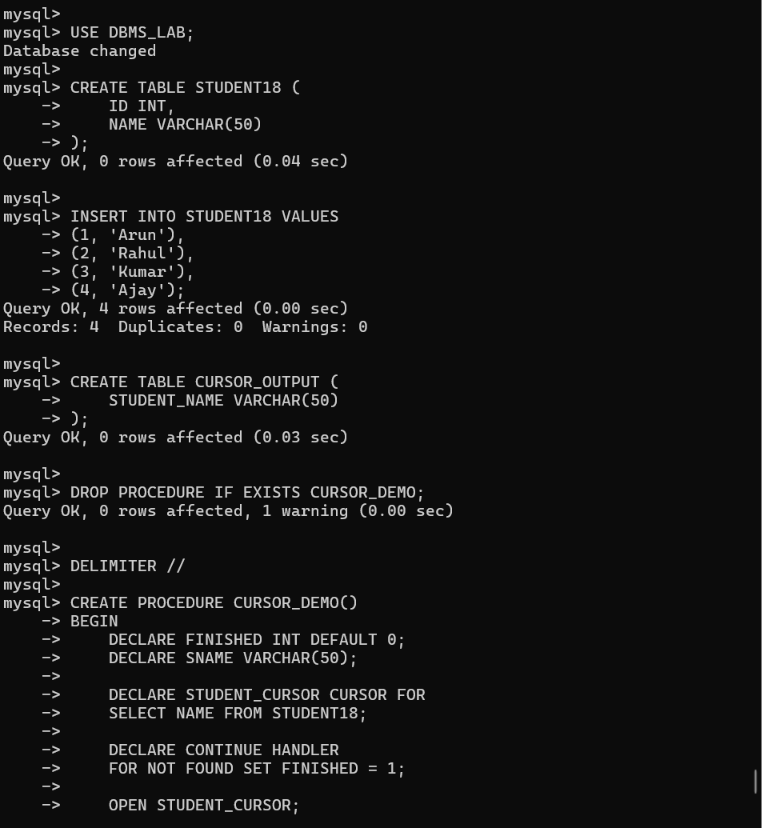 mysql>
mysql> USE DBMS_LAB;
Database changed
mysql>
mysql> CREATE TABLE STUDENT18 (
    ->     ID INT,
    ->     NAME VARCHAR(50)
    -> );
Query OK, 0 rows affected (0.04 sec)

mysql>
mysql> INSERT INTO STUDENT18 VALUES
    -> (1, 'Arun'),
    -> (2, 'Rahul'),
    -> (3, 'Kumar'),
    -> (4, 'Ajay');
Query OK, 4 rows affected (0.00 sec)
Records: 4  Duplicates: 0  Warnings: 0

mysql>
mysql> CREATE TABLE CURSOR_OUTPUT (
    ->     STUDENT_NAME VARCHAR(50)
    -> );
Query OK, 0 rows affected (0.03 sec)

mysql>
mysql> DROP PROCEDURE IF EXISTS CURSOR_DEMO;
Query OK, 0 rows affected, 1 warning (0.00 sec)

mysql>
mysql> DELIMITER //
mysql>
mysql> CREATE PROCEDURE CURSOR_DEMO()
    -> BEGIN
    ->     DECLARE FINISHED INT DEFAULT 0;
    ->     DECLARE SNAME VARCHAR(50);
    ->
    ->     DECLARE STUDENT_CURSOR CURSOR FOR
    ->     SELECT NAME FROM STUDENT18;
    ->
    ->     DECLARE CONTINUE HANDLER
    ->     FOR NOT FOUND SET FINISHED = 1;
    ->
    ->     OPEN STUDENT_CURSOR;